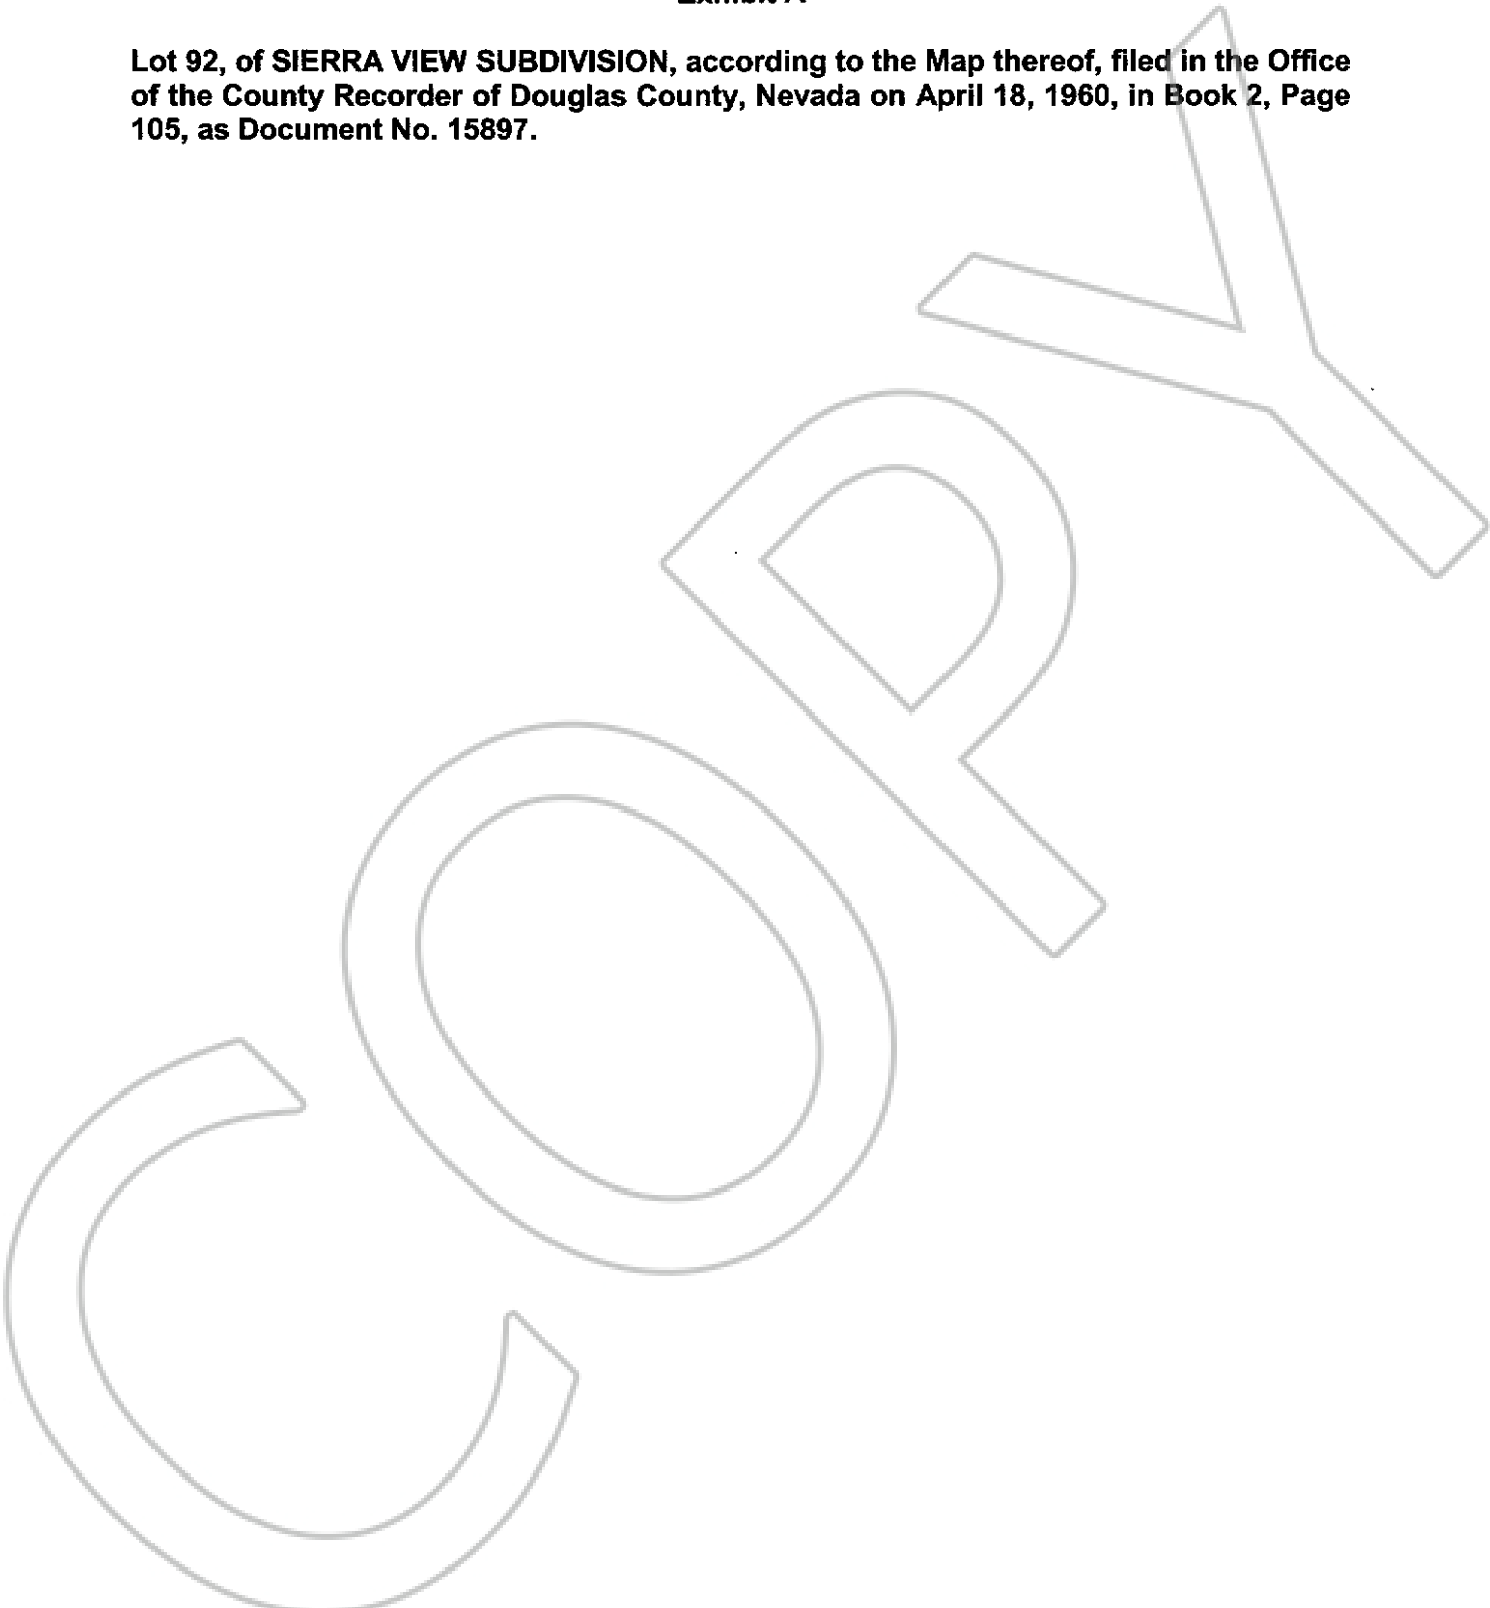 Lot 92, of SIERRA VIEW SUBDIVISION, according to the Map thereof, filed in the Office
of the County Recorder of Douglas County, Nevada on April 18, 1960, in Book 2, Page
105, as Document No. 15897.
COPY